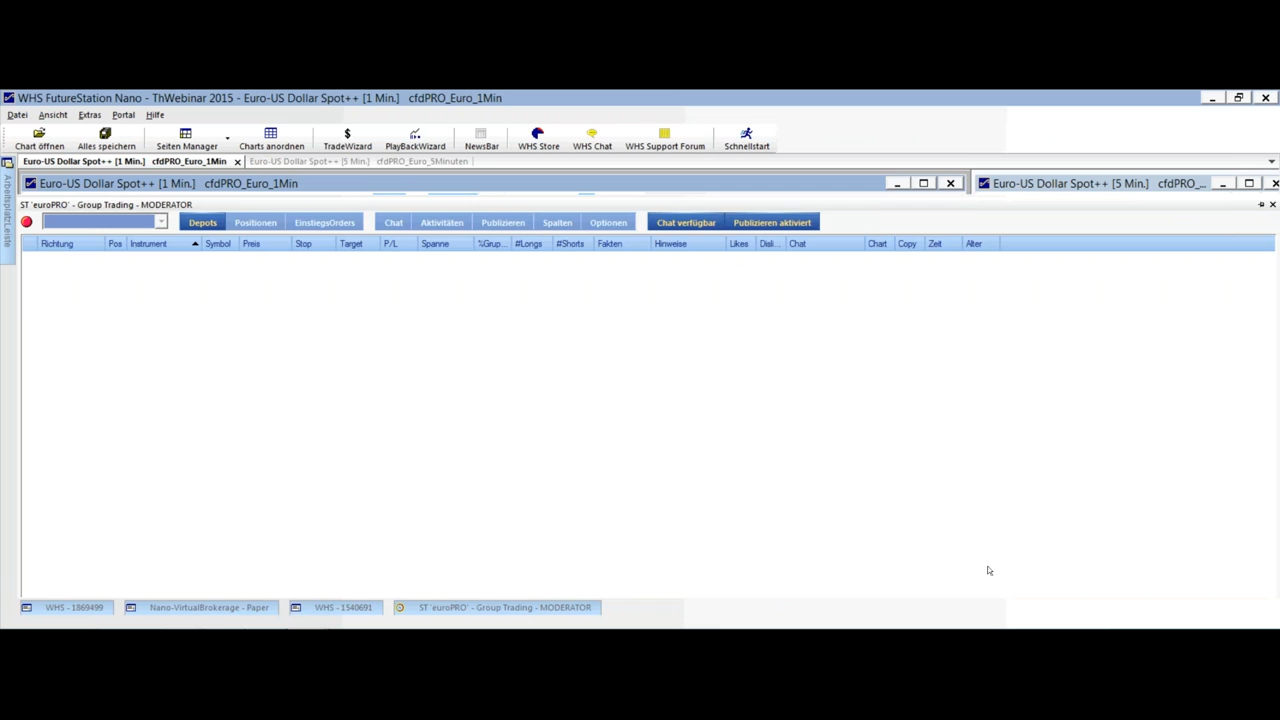 WHS FutureStation Nano - ThWebinar 2015 - Euro-US Dollar Spot++ [1 Min.] cfdPRO_Euro_1Min
Datei Ansicht Extras Portal Hilfe
Chart öffnen Alles speichern Seiten Manager Charts anordnen TradeWizard PlayBackWizard NewsBar WHS Store WHS Chat WHS Support Forum Schnellstart
Euro-US Dollar Spot++ [1 Min.] cfdPRO_Euro_1Min Euro-US Dollar Spot++ [5 Min.] cfdPRO_Euro_5Minuten
Arbeitsplatzleiste
Euro-US Dollar Spot++ [1 Min.] cfdPRO_Euro_1Min Euro-US Dollar Spot++ [5 Min.] cfdPRO_...
ST 'euroPRO' - Group Trading - MODERATOR
Depots Positionen EinstiegsOrders Chat Aktivitäten Publizieren Spalten Optionen Chat verfügbar Publizieren aktiviert
Richtung Pos Instrument Symbol Preis Stop Target P/L Spanne %Grup... #Longs #Shorts Fakten Hinweise Likes Disli... Chat Chart Copy Zeit Alter
WHS - 1869499 Nano-VirtualBrokerage - Paper WHS - 1540691 ST 'euroPRO' - Group Trading - MODERATOR